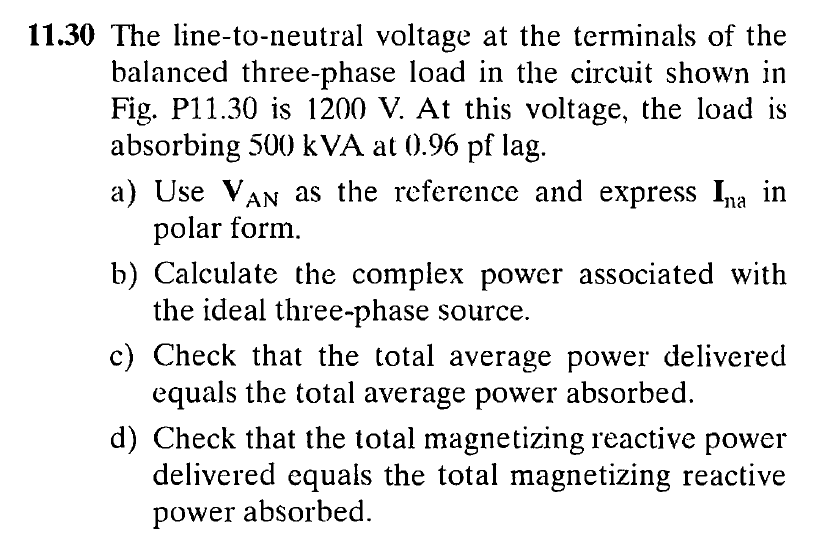 11.30 The line-to-neutral voltage at the terminals of the
balanced three-phase load in the circuit shown in
Fig. P11.30 is 1200 V. At this voltage, the load is
absorbing 500 kVA at 0.96 pf lag.
a) Use V_AN as the reference and express I_na in
polar form.
b) Calculate the complex power associated with
the ideal three-phase source.
c) Check that the total average power delivered
equals the total average power absorbed.
d) Check that the total magnetizing reactive power
delivered equals the total magnetizing reactive
power absorbed.